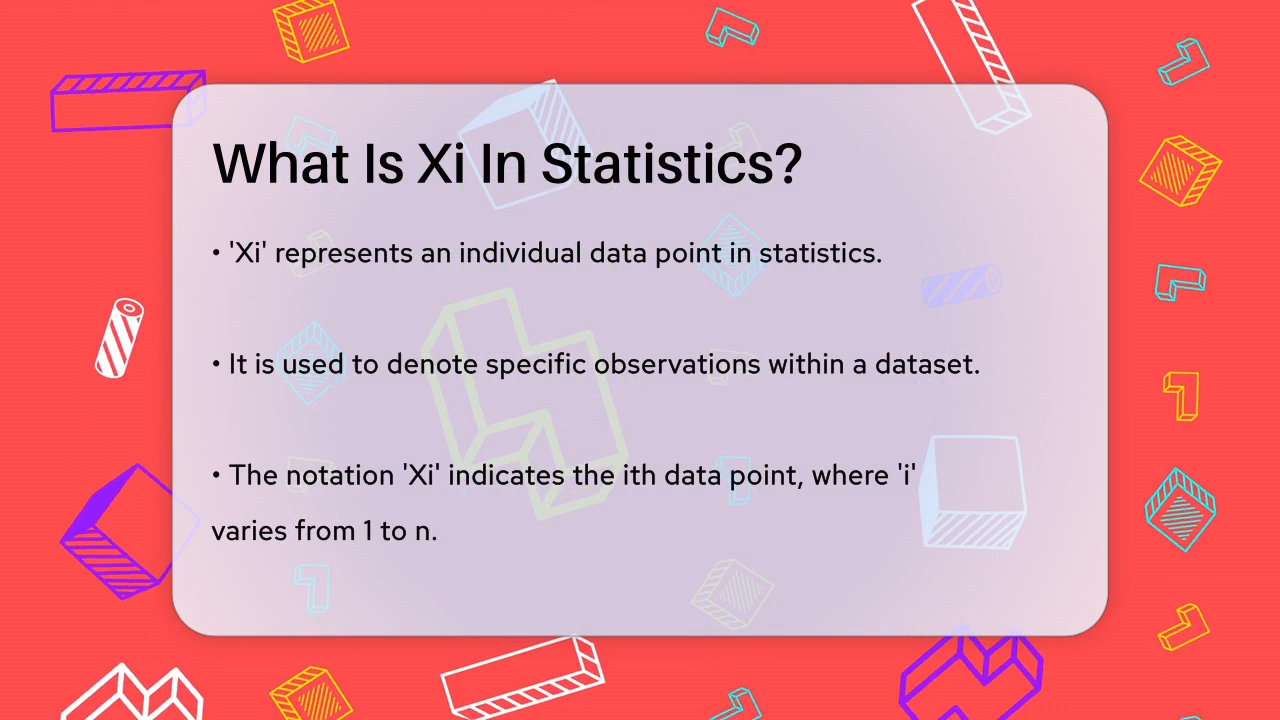 What Is Xi In Statistics?
• 'Xi' represents an individual data point in statistics.
• It is used to denote specific observations within a dataset.
• The notation 'Xi' indicates the ith data point, where 'i'
varies from 1 to n.